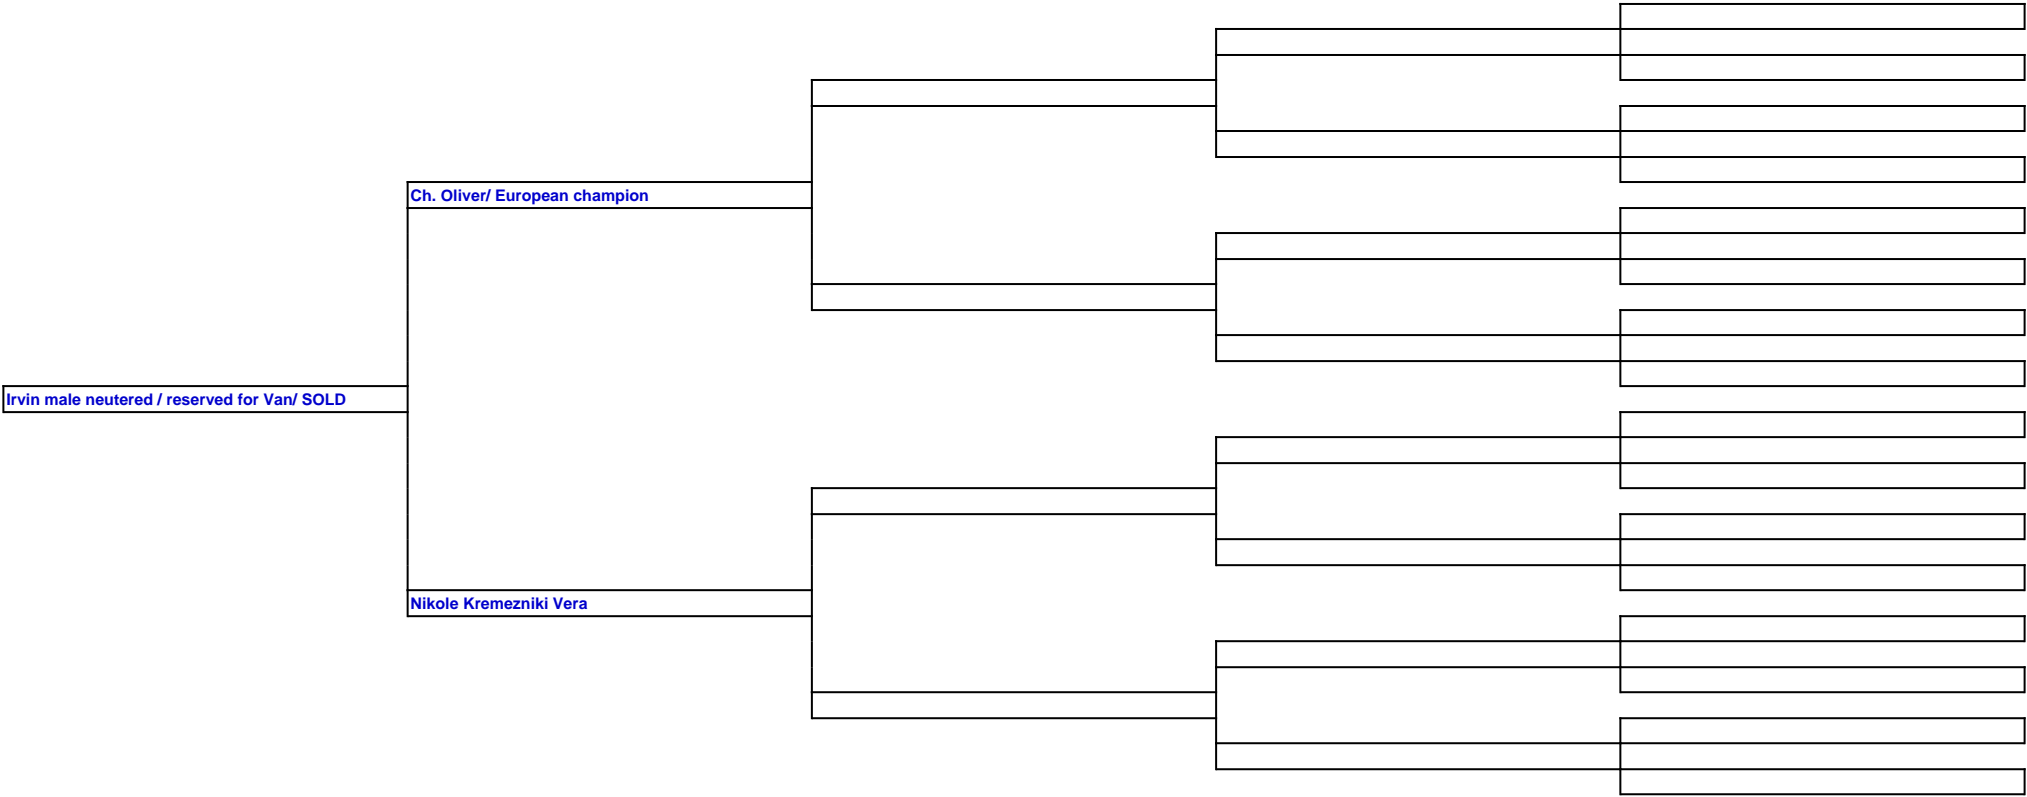 Ch. Oliver/ European champion
Irvin male neutered / reserved for Van/ SOLD
Nikole Kremezniki Vera